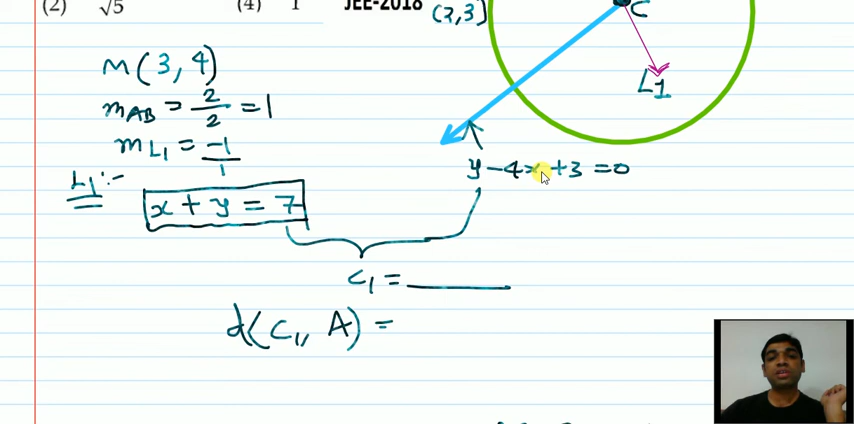 (2) √5 (4) 1 JEE-2018 (2,3)
C
M(3,4)
L1
mAB = 2/2 = 1
mL1 = -1/1
y - 4x + 3 = 0
L1 :-
x + y = 7
C1 = ______
d(C1, A) =